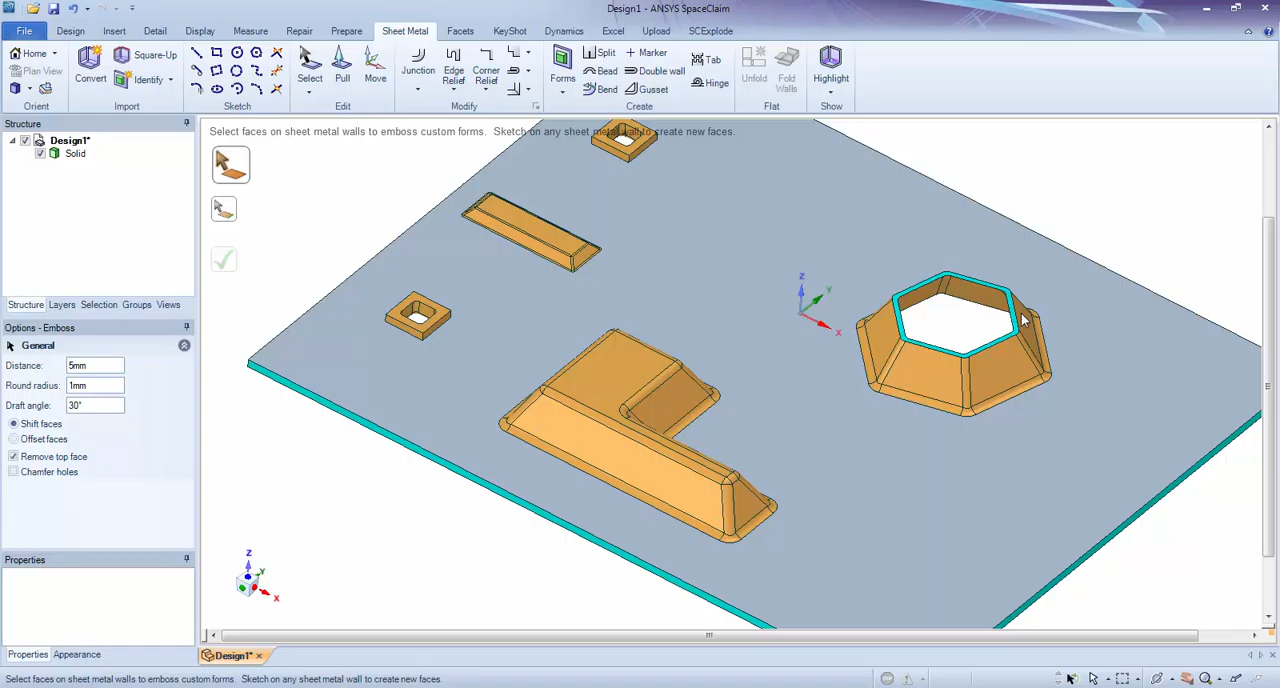 Design1 - ANSYS SpaceClaim
File Design Insert Detail Display Measure Repair Prepare Sheet Metal Facets KeyShot Dynamics Excel Upload SCExplode
Home
Plan View
Orient
Convert
Square-Up
Identify
Import
Sketch
Select
Pull
Move
Edit
Junction
Edge Relief
Corner Relief
Modify
Forms
Split
Bead
Bend
Marker
Double wall
Gusset
Tab
Hinge
Create
Unfold
Fold Walls
Flat
Highlight
Show
Structure
Design1*
Solid
Structure Layers Selection Groups Views
Options - Emboss
General
Distance: 5mm
Round radius: 1mm
Draft angle: 30°
Shift faces
Offset faces
Remove top face
Chamfer holes
Properties
Properties Appearance
Select faces on sheet metal walls to emboss custom forms. Sketch on any sheet metal wall to create new faces.
Z
Y
X
Z
Y
X
Design1*
Select faces on sheet metal walls to emboss custom forms. Sketch on any sheet metal wall to create new faces.